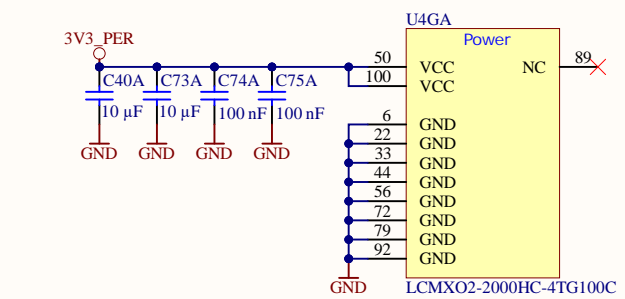 U4GA
3V3_PER
Power
50 VCC NC 89
100 VCC
C40A C73A C74A C75A
10 µF 10 µF 100 nF 100 nF
GND GND GND GND
6 GND
22 GND
33 GND
44 GND
56 GND
72 GND
79 GND
92 GND
GND
LCMXO2-2000HC-4TG100C